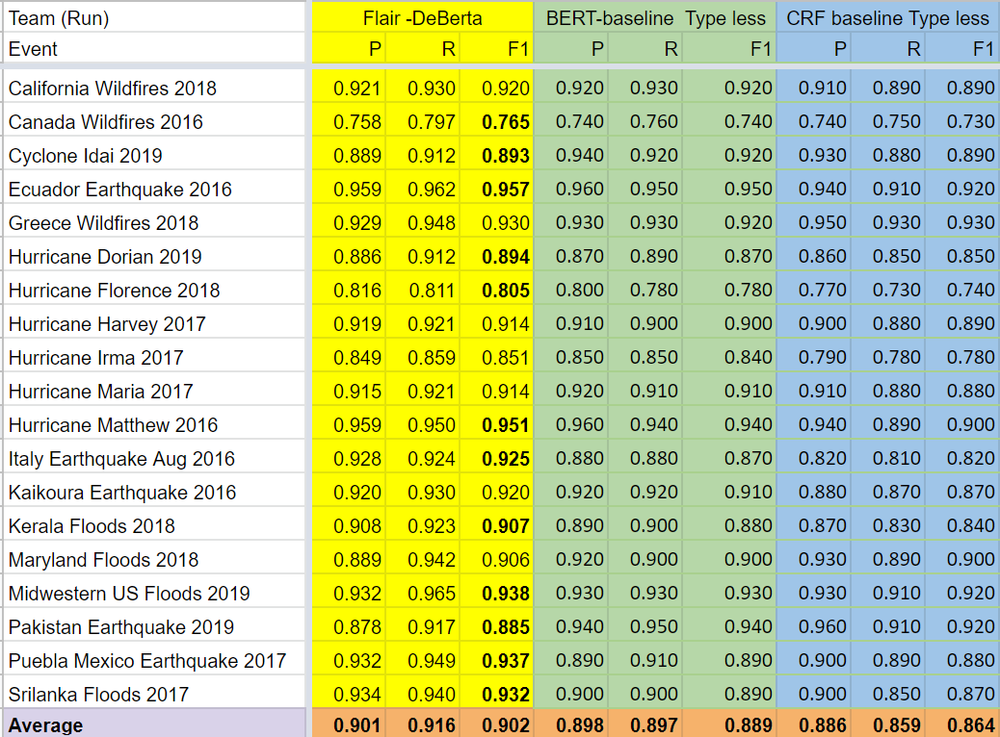 Team (Run) Flair -DeBerta BERT-baseline Type less CRF baseline Type less
Event P R F1 P R F1 P R F1
California Wildfires 2018 0.921 0.930 0.920 0.920 0.930 0.920 0.910 0.890 0.890
Canada Wildfires 2016 0.758 0.797 0.765 0.740 0.760 0.740 0.740 0.750 0.730
Cyclone Idai 2019 0.889 0.912 0.893 0.940 0.920 0.920 0.930 0.880 0.890
Ecuador Earthquake 2016 0.959 0.962 0.957 0.960 0.950 0.950 0.940 0.910 0.920
Greece Wildfires 2018 0.929 0.948 0.930 0.930 0.930 0.920 0.950 0.930 0.930
Hurricane Dorian 2019 0.886 0.912 0.894 0.870 0.890 0.870 0.860 0.850 0.850
Hurricane Florence 2018 0.816 0.811 0.805 0.800 0.780 0.780 0.770 0.730 0.740
Hurricane Harvey 2017 0.919 0.921 0.914 0.910 0.900 0.900 0.900 0.880 0.890
Hurricane Irma 2017 0.849 0.859 0.851 0.850 0.850 0.840 0.790 0.780 0.780
Hurricane Maria 2017 0.915 0.921 0.914 0.920 0.910 0.910 0.910 0.880 0.880
Hurricane Matthew 2016 0.959 0.950 0.951 0.960 0.940 0.940 0.940 0.890 0.900
Italy Earthquake Aug 2016 0.928 0.924 0.925 0.880 0.880 0.870 0.820 0.810 0.820
Kaikoura Earthquake 2016 0.920 0.930 0.920 0.920 0.920 0.910 0.880 0.870 0.870
Kerala Floods 2018 0.908 0.923 0.907 0.890 0.900 0.880 0.870 0.830 0.840
Maryland Floods 2018 0.889 0.942 0.906 0.920 0.900 0.900 0.930 0.890 0.900
Midwestern US Floods 2019 0.932 0.965 0.938 0.930 0.930 0.930 0.930 0.910 0.920
Pakistan Earthquake 2019 0.878 0.917 0.885 0.940 0.950 0.940 0.960 0.910 0.920
Puebla Mexico Earthquake 2017 0.932 0.949 0.937 0.890 0.910 0.890 0.900 0.890 0.880
Srilanka Floods 2017 0.934 0.940 0.932 0.900 0.900 0.890 0.900 0.850 0.870
Average 0.901 0.916 0.902 0.898 0.897 0.889 0.886 0.859 0.864